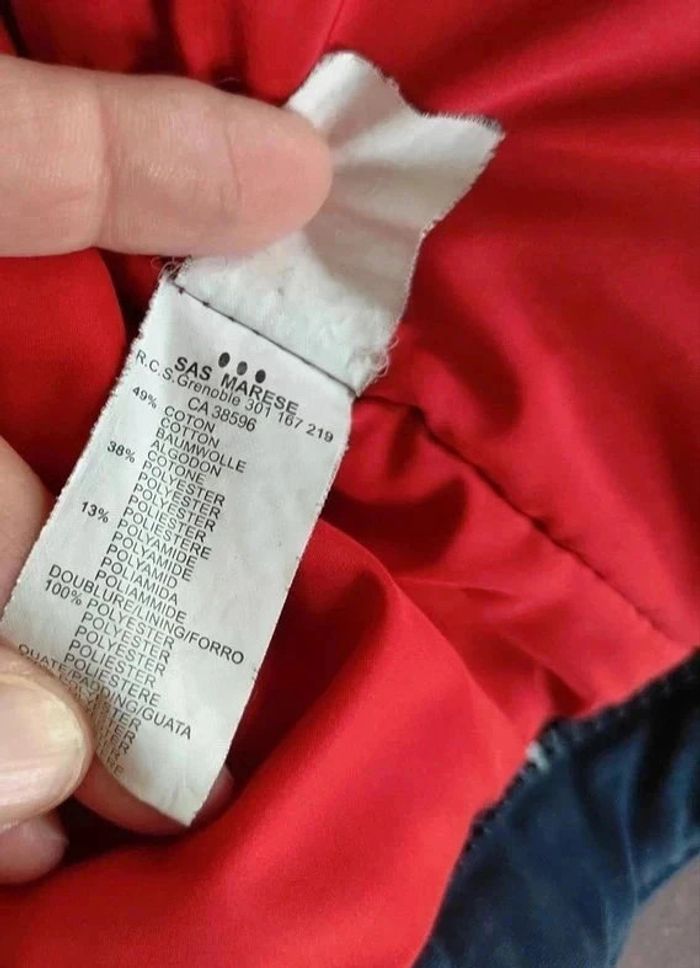 SAS MARESE
R.C.S.Grenoble 301 167 219
CA 38596
49% COTON
COTTON
BAUMWOLLE
ALGODON
COTONE
38% POLYESTER
POLYESTER
POLYESTER
POLIESTER
POLIESTERE
13% POLYAMIDE
POLYAMIDE
POLYAMID
POLIAMIDA
POLIAMMIDE
DOUBLURE/LINING/FORRO
100% POLYESTER
POLYESTER
POLYESTER
POLIESTER
POLIESTERE
OUATE/PADDING/GUATA